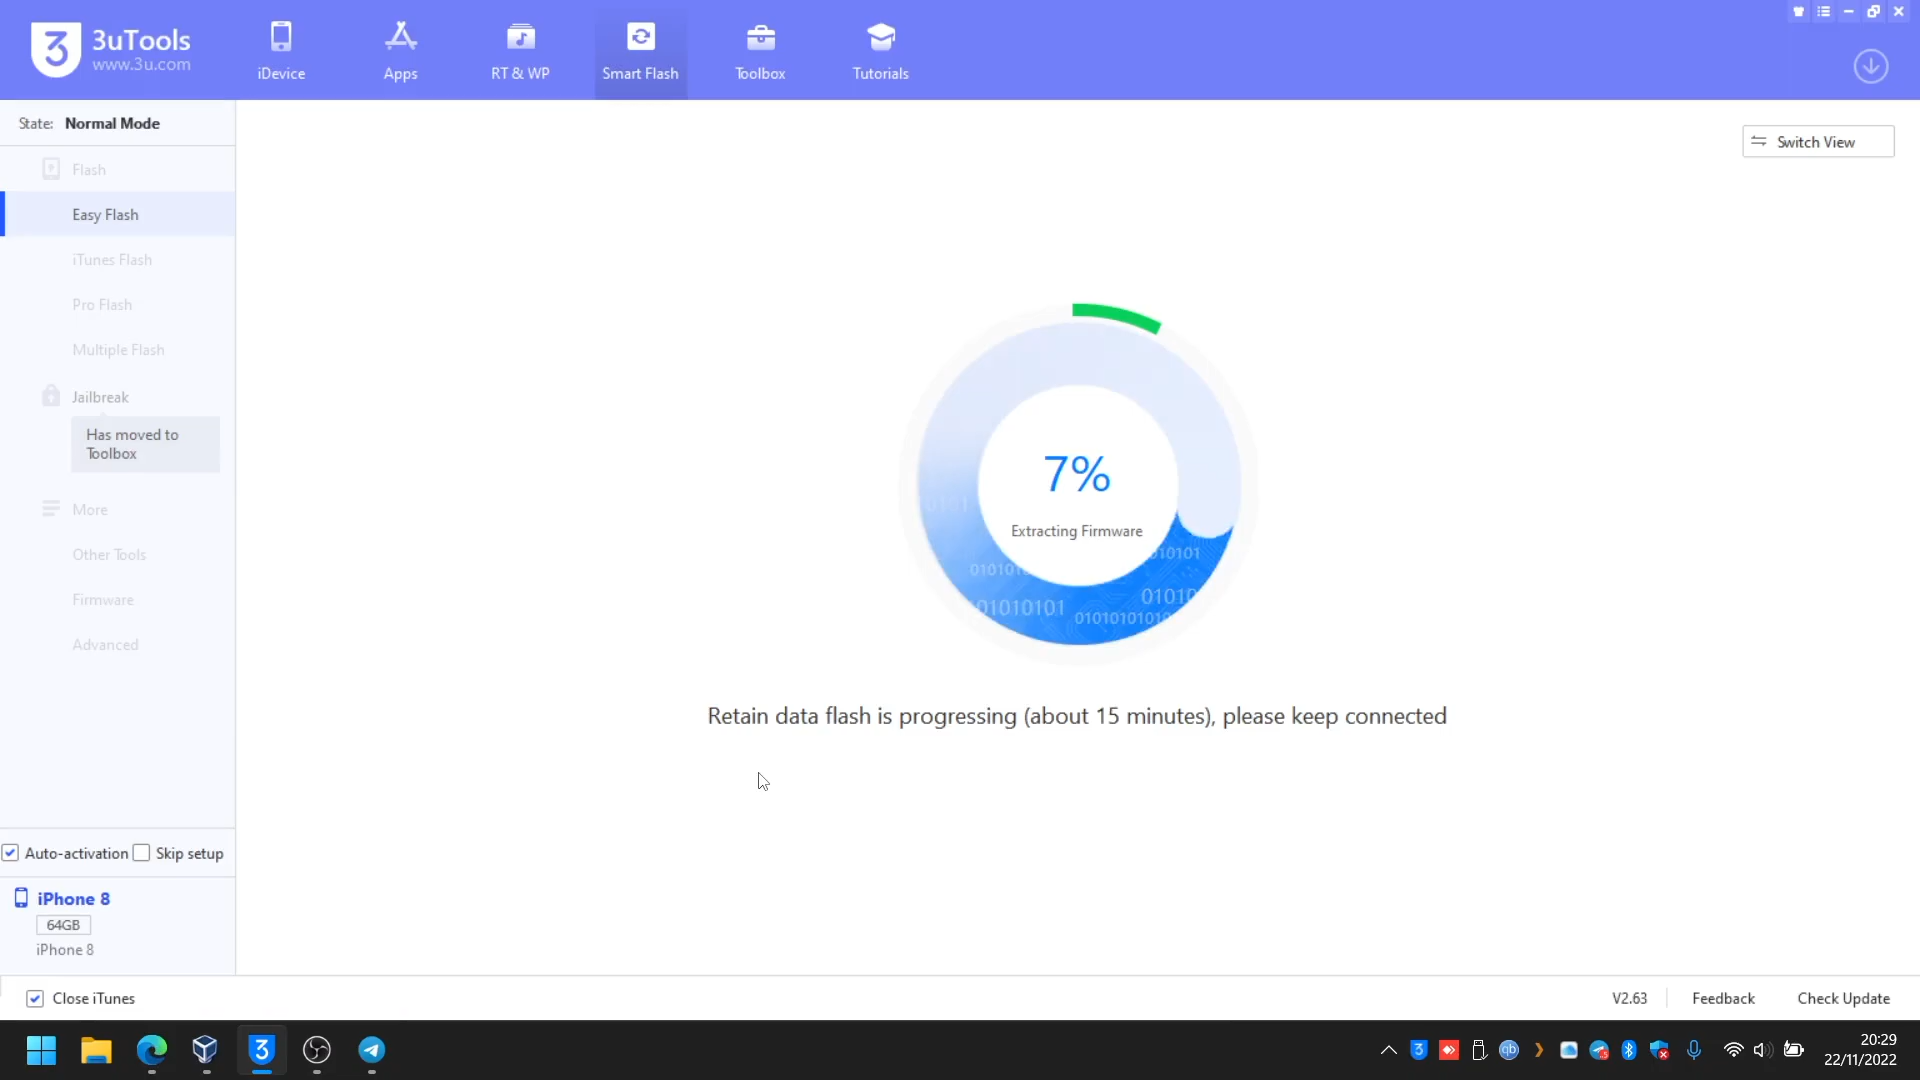 3uTools
www.3u.com
iDevice
Apps
RT & WP
Smart Flash
Toolbox
Tutorials
State: Normal Mode
Switch View
Flash
Easy Flash
iTunes Flash
Pro Flash
Multiple Flash
Jailbreak
Has moved to
Toolbox
More
Other Tools
Firmware
Advanced
7%
Extracting Firmware
Retain data flash is progressing (about 15 minutes), please keep connected
Auto-activation
Skip setup
iPhone 8
64GB
iPhone 8
Close iTunes
V2.63
Feedback
Check Update
20:29
22/11/2022